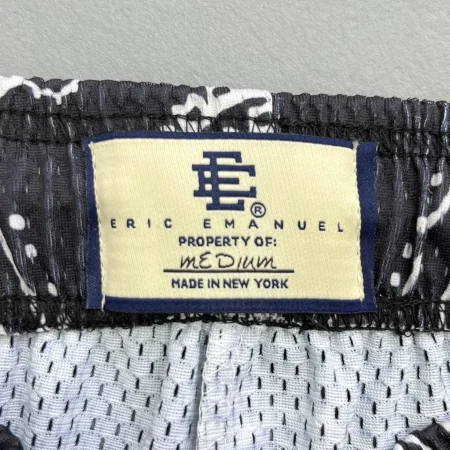 EE®
ERIC EMANUEL
PROPERTY OF:
mEDium
MADE IN NEW YORK